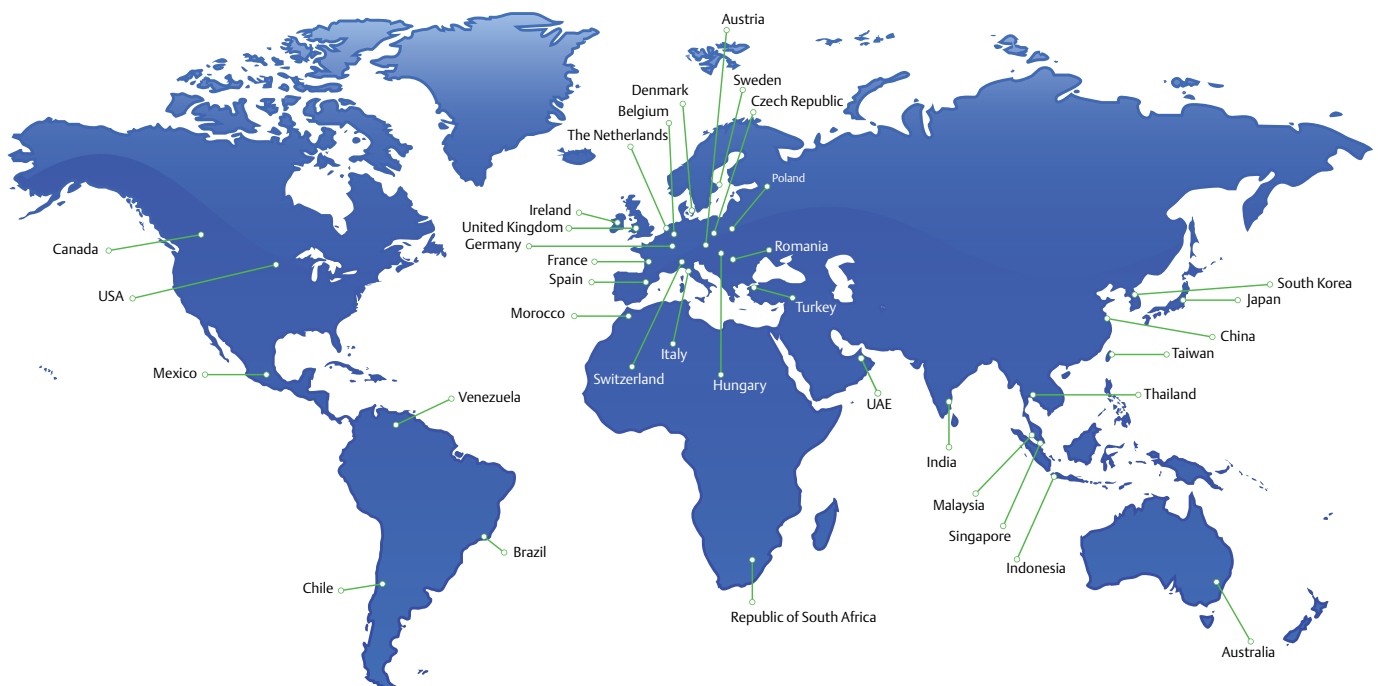 Austria
Sweden
Denmark
Czech Republic
Belgium
The Netherlands
Poland
Ireland
United Kingdom
Germany
Canada
Romania
France
Spain
South Korea
USA
Japan
Turkey
Morocco
China
Italy
Taiwan
Mexico
Switzerland
Hungary
Venezuela
UAE
Thailand
India
Malaysia
Singapore
Brazil
Indonesia
Chile
Republic of South Africa
Australia